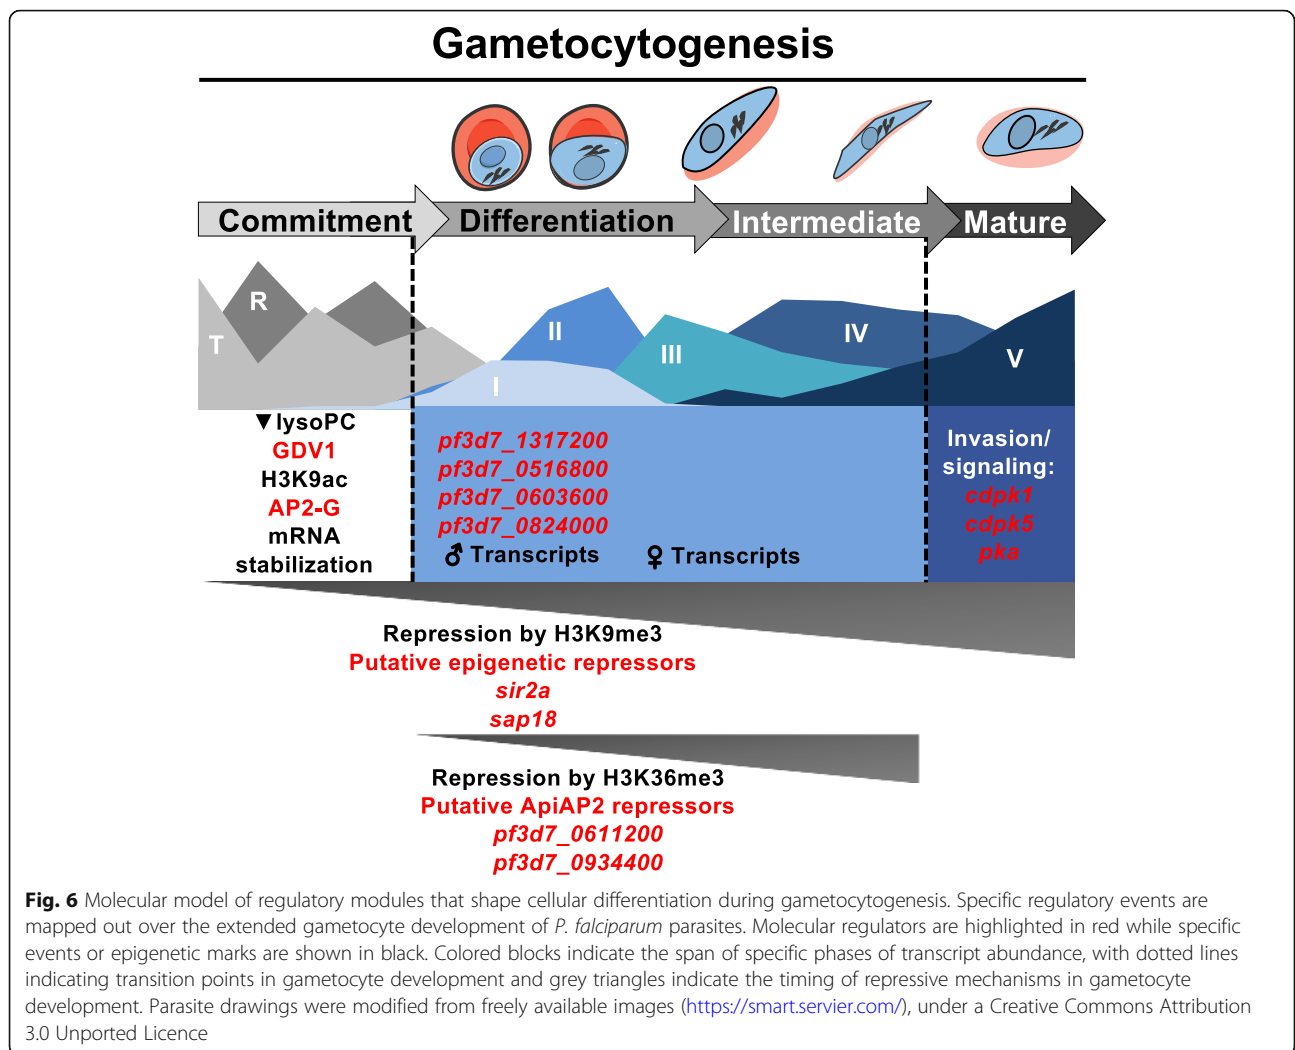 Gametocytogenesis
Commitment
Differentiation
Intermediate
Mature
T
R
I
II
III
IV
V
▼lysoPC
GDV1
H3K9ac
AP2-G
mRNA
stabilization
pf3d7_1317200
pf3d7_0516800
pf3d7_0603600
pf3d7_0824000
♂ Transcripts
♀ Transcripts
Invasion/
signaling:
cdpk1
cdpk5
pka
Repression by H3K9me3
Putative epigenetic repressors
sir2a
sap18
Repression by H3K36me3
Putative ApiAP2 repressors
pf3d7_0611200
pf3d7_0934400
Fig. 6 Molecular model of regulatory modules that shape cellular differentiation during gametocytogenesis. Specific regulatory events are
mapped out over the extended gametocyte development of P. falciparum parasites. Molecular regulators are highlighted in red while specific
events or epigenetic marks are shown in black. Colored blocks indicate the span of specific phases of transcript abundance, with dotted lines
indicating transition points in gametocyte development and grey triangles indicate the timing of repressive mechanisms in gametocyte
development. Parasite drawings were modified from freely available images (https://smart.servier.com/), under a Creative Commons Attribution
3.0 Unported Licence